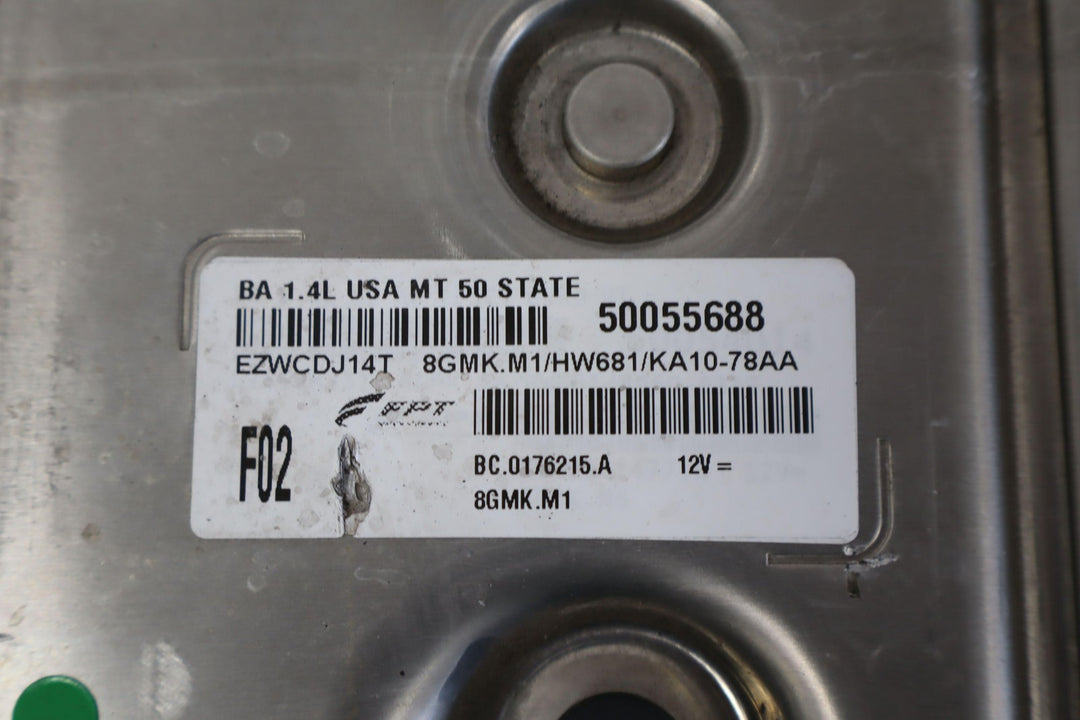 BA 1.4L USA MT 50 STATE
50055688
EZWCDJ14T 8GMK.M1/HW681/KA10-78AA
FPT
F02
BC.0176215.A 12V =
8GMK.M1